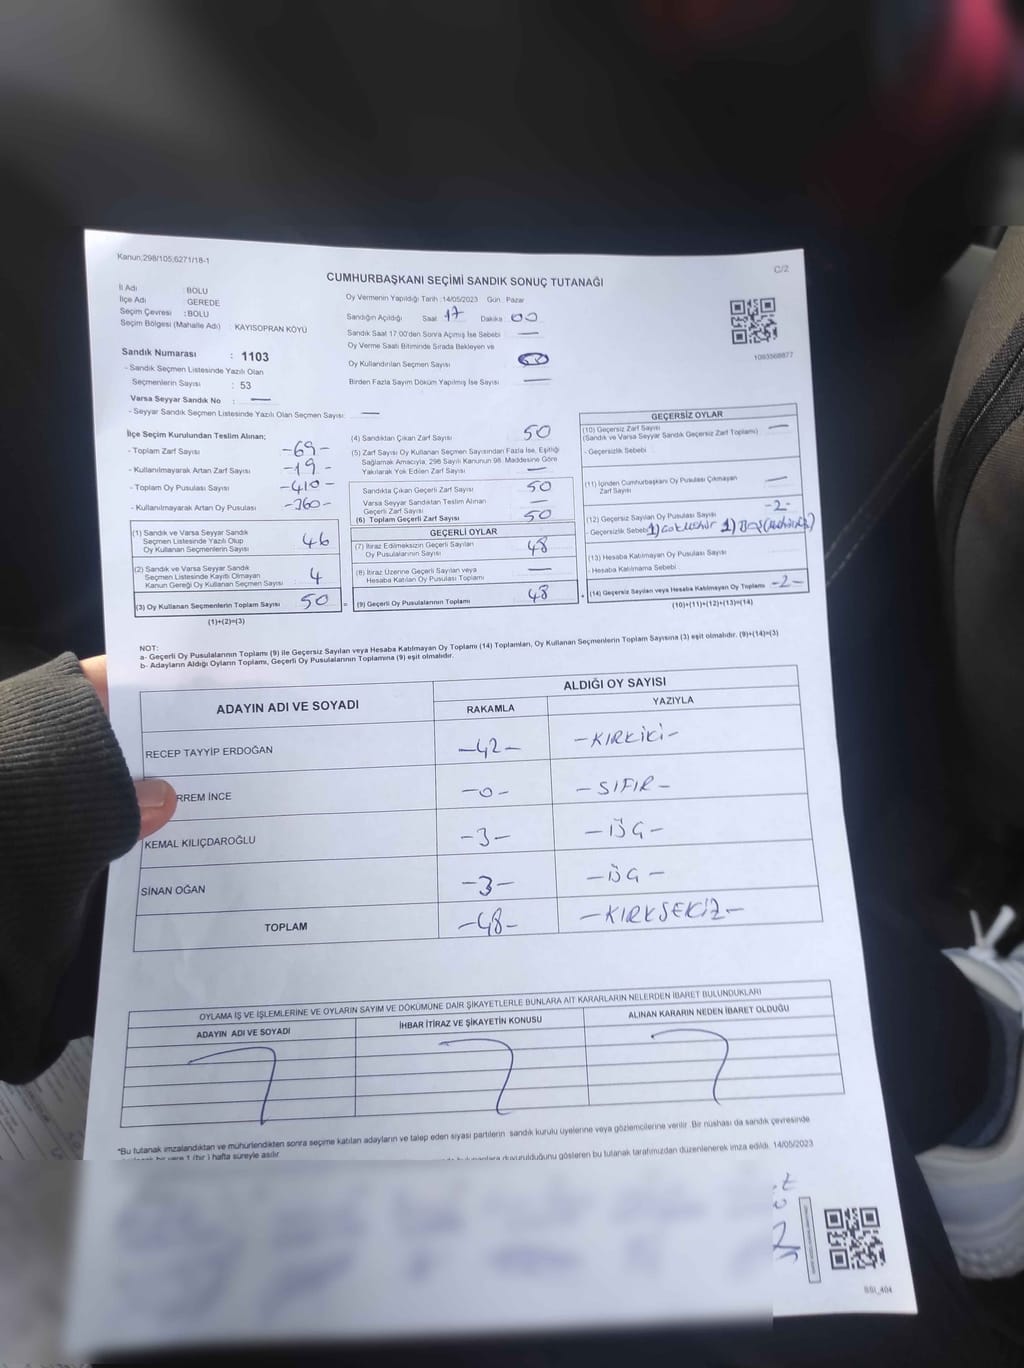 Kanun;298/105,6271/18-1
C/2
CUMHURBAŞKANI SEÇİMİ SANDIK SONUÇ TUTANAĞI
İl Adı : BOLU
İlçe Adı : GEREDE
Seçim Çevresi : BOLU
Seçim Bölgesi (Mahalle Adı) : KAYISOPRAN KÖYÜ
Sandık Numarası : 1103
- Sandık Seçmen Listesinde Yazılı Olan
Seçmenlerin Sayısı : 53
Varsa Seyyar Sandık No : —
- Seyyar Sandık Seçmen Listesinde Yazılı Olan Seçmen Sayısı: —
Oy Vermenin Yapıldığı Tarih :14/05/2023 Gün : Pazar
Sandığın Açıldığı Saat 17 Dakika 00
Sandık Saat 17:00'den Sonra Açımış İse Sebebi —
Oy Verme Saati Bitiminde Sırada Bekleyen ve
Oy Kullandırılan Seçmen Sayısı
Birden Fazla Sayım Döküm Yapılmış İse Sayısı —
1083568877
İlçe Seçim Kurulundan Teslim Alınan;
- Toplam Zarf Sayısı -69-
- Kullanılmayarak Artan Zarf Sayısı -19-
- Toplam Oy Pusulası Sayısı -410-
- Kullanılmayarak Artan Oy Pusulası -360-
(1) Sandık ve Varsa Seyyar Sandık
Seçmen Listesinde Yazılı Olup
Oy Kullanan Seçmenlerin Sayısı 46
(2) Sandık ve Varsa Seyyar Sandık
Seçmen Listesinde Kayıtlı Olmayan
Kanun Gereği Oy Kullanan Seçmen Sayısı 4
(3) Oy Kullanan Seçmenlerin Toplam Sayısı 50
(1)+(2)=(3)
(4) Sandıktan Çıkan Zarf Sayısı 50
(5) Zarf Sayısı Oy Kullanan Seçmen Sayısından Fazla İse, Eşitliği
Sağlamak Amacıyla, 298 Sayılı Kanunun 98. Maddesine Göre
Yakılarak Yok Edilen Zarf Sayısı —
Sandıkta Çıkan Geçerli Zarf Sayısı 50
Varsa Seyyar Sandıktan Teslim Alınan
Geçerli Zarf Sayısı —
(6) Toplam Geçerli Zarf Sayısı 50
GEÇERLİ OYLAR
(7) İtiraz Edilmeksizin Geçerli Sayılan
Oy Pusulalarının Sayısı 48
(8) İtiraz Üzerine Geçerli Sayılan veya
Hesaba Katılan Oy Pusulası Toplamı —
= (9) Geçerli Oy Pusulalarının Toplamı 48
GEÇERSİZ OYLAR
(10) Geçersiz Zarf Sayısı
(Sandık ve Varsa Seyyar Sandık Geçersiz Zarf Toplamı) —
- Geçersizlik Sebebi
(11) İçinden Cumhurbaşkanı Oy Pusulası Çıkmayan
Zarf Sayısı —
(12) Geçersiz Sayılan Oy Pusulası Sayısı -2-
- Geçersizlik Sebebi 1) 1) Boş
(13) Hesaba Katılmayan Oy Pusulası Sayısı
- Hesaba Katılmama Sebebi
+ (14) Geçersiz Sayılan veya Hesaba Katılmayan Oy Toplamı -2-
(10)+(11)+(12)+(13)=(14)
NOT:
a- Geçerli Oy Pusulalarının Toplamı (9) ile Geçersiz Sayılan veya Hesaba Katılmayan Oy Toplamı (14) Toplamları, Oy Kullanan Seçmenlerin Toplam Sayısına (3) eşit olmalıdır. (9)+(14)=(3)
b- Adayların Aldığı Oyların Toplamı, Geçerli Oy Pusulalarının Toplamına (9) eşit olmalıdır.
ADAYIN ADI VE SOYADI ALDIĞI OY SAYISI
RAKAMLA YAZIYLA
RECEP TAYYİP ERDOĞAN -42- -KIRKİKİ-
RREM İNCE -0- -SIFIR-
KEMAL KILIÇDAROĞLU -3- -ÜÇ-
SİNAN OĞAN -3- -ÜÇ-
TOPLAM -48- -KIRKSEKİZ-
OYLAMA İŞ VE İŞLEMLERİNE VE OYLARIN SAYIM VE DÖKÜMÜNE DAİR ŞİKAYETLERLE BUNLARA AİT KARARLARIN NELERDEN İBARET BULUNDUKLARI
ADAYIN ADI VE SOYADI İHBAR İTİRAZ VE ŞİKAYETİN KONUSU ALINAN KARARIN NEDEN İBARET OLDUĞU
*Bu tutanak imzalandıktan ve mühürlendikten sonra seçime katılan adayların ve talep eden siyasi partilerin sandık kurulu üyelerine veya gözlemcilerine verilir. Bir nüshası da sandık çevresinde
bir yere 1 (bir) hafta süreyle asılır. duyurulduğunu gösteren bu tutanak tarafımızdan düzenlenerek imza edildi. 14/05/2023